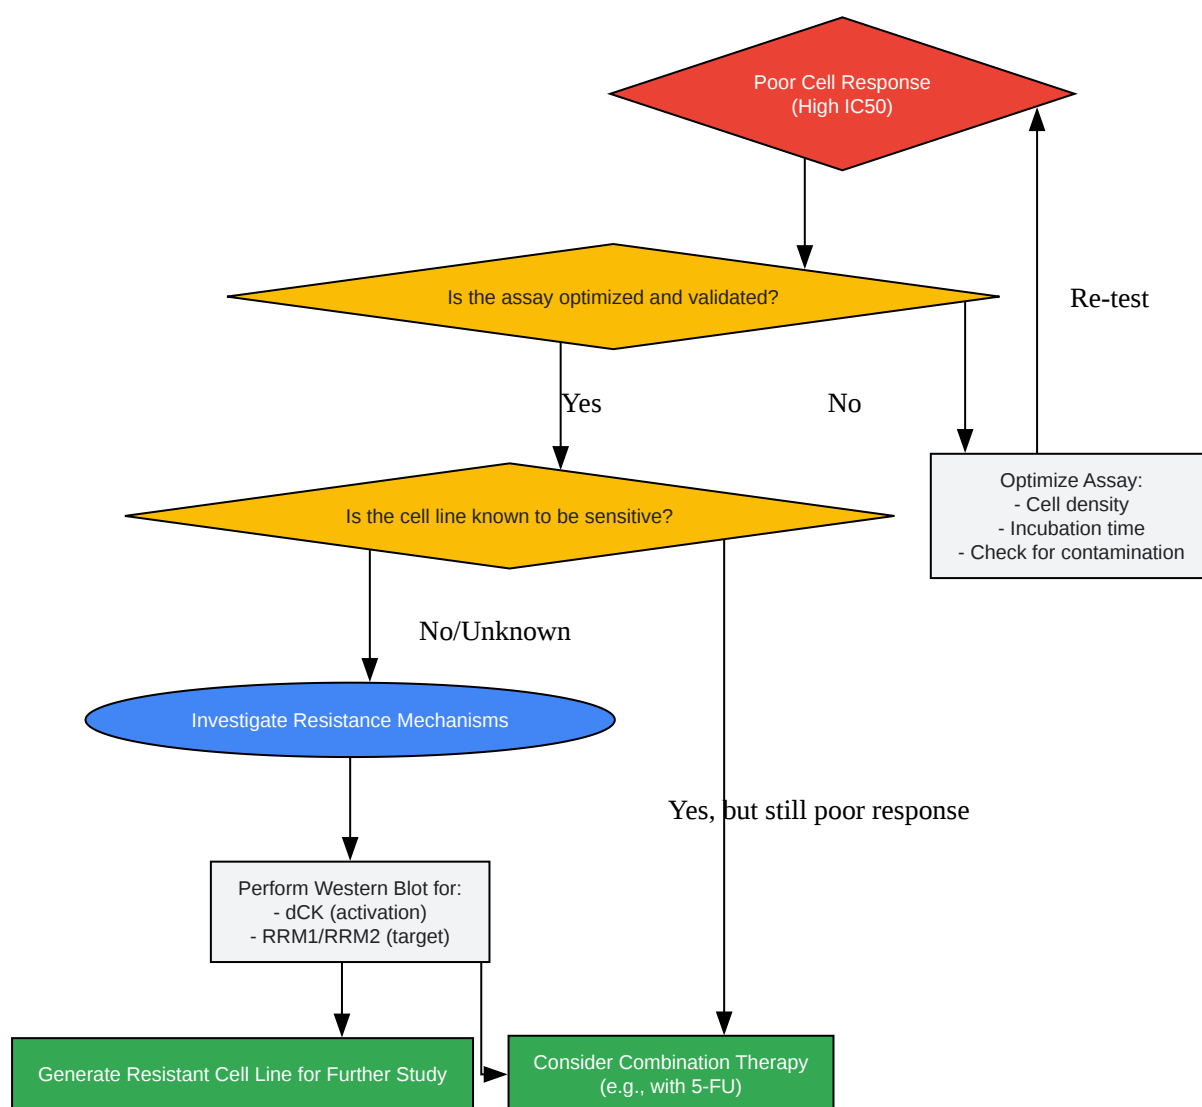 Poor Cell Response
(High IC50)
Is the assay optimized and validated?
Re-test
Yes
No
Optimize Assay:
- Cell density
- Incubation time
- Check for contamination
Is the cell line known to be sensitive?
No/Unknown
Investigate Resistance Mechanisms
Yes, but still poor response
Perform Western Blot for:
- dCK (activation)
- RRM1/RRM2 (target)
Generate Resistant Cell Line for Further Study
Consider Combination Therapy
(e.g., with 5-FU)